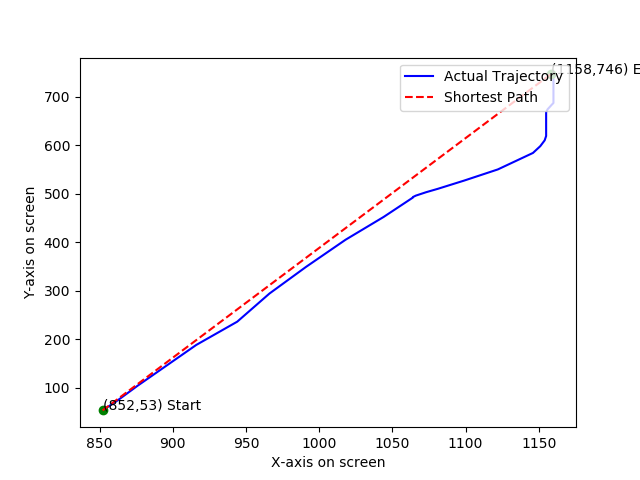 (1158,746) E
Actual Trajectory
Shortest Path
700
600
500
400
300
200
100
Y-axis on screen
(852,53) Start
850
900
950
1000
1050
1100
1150
X-axis on screen